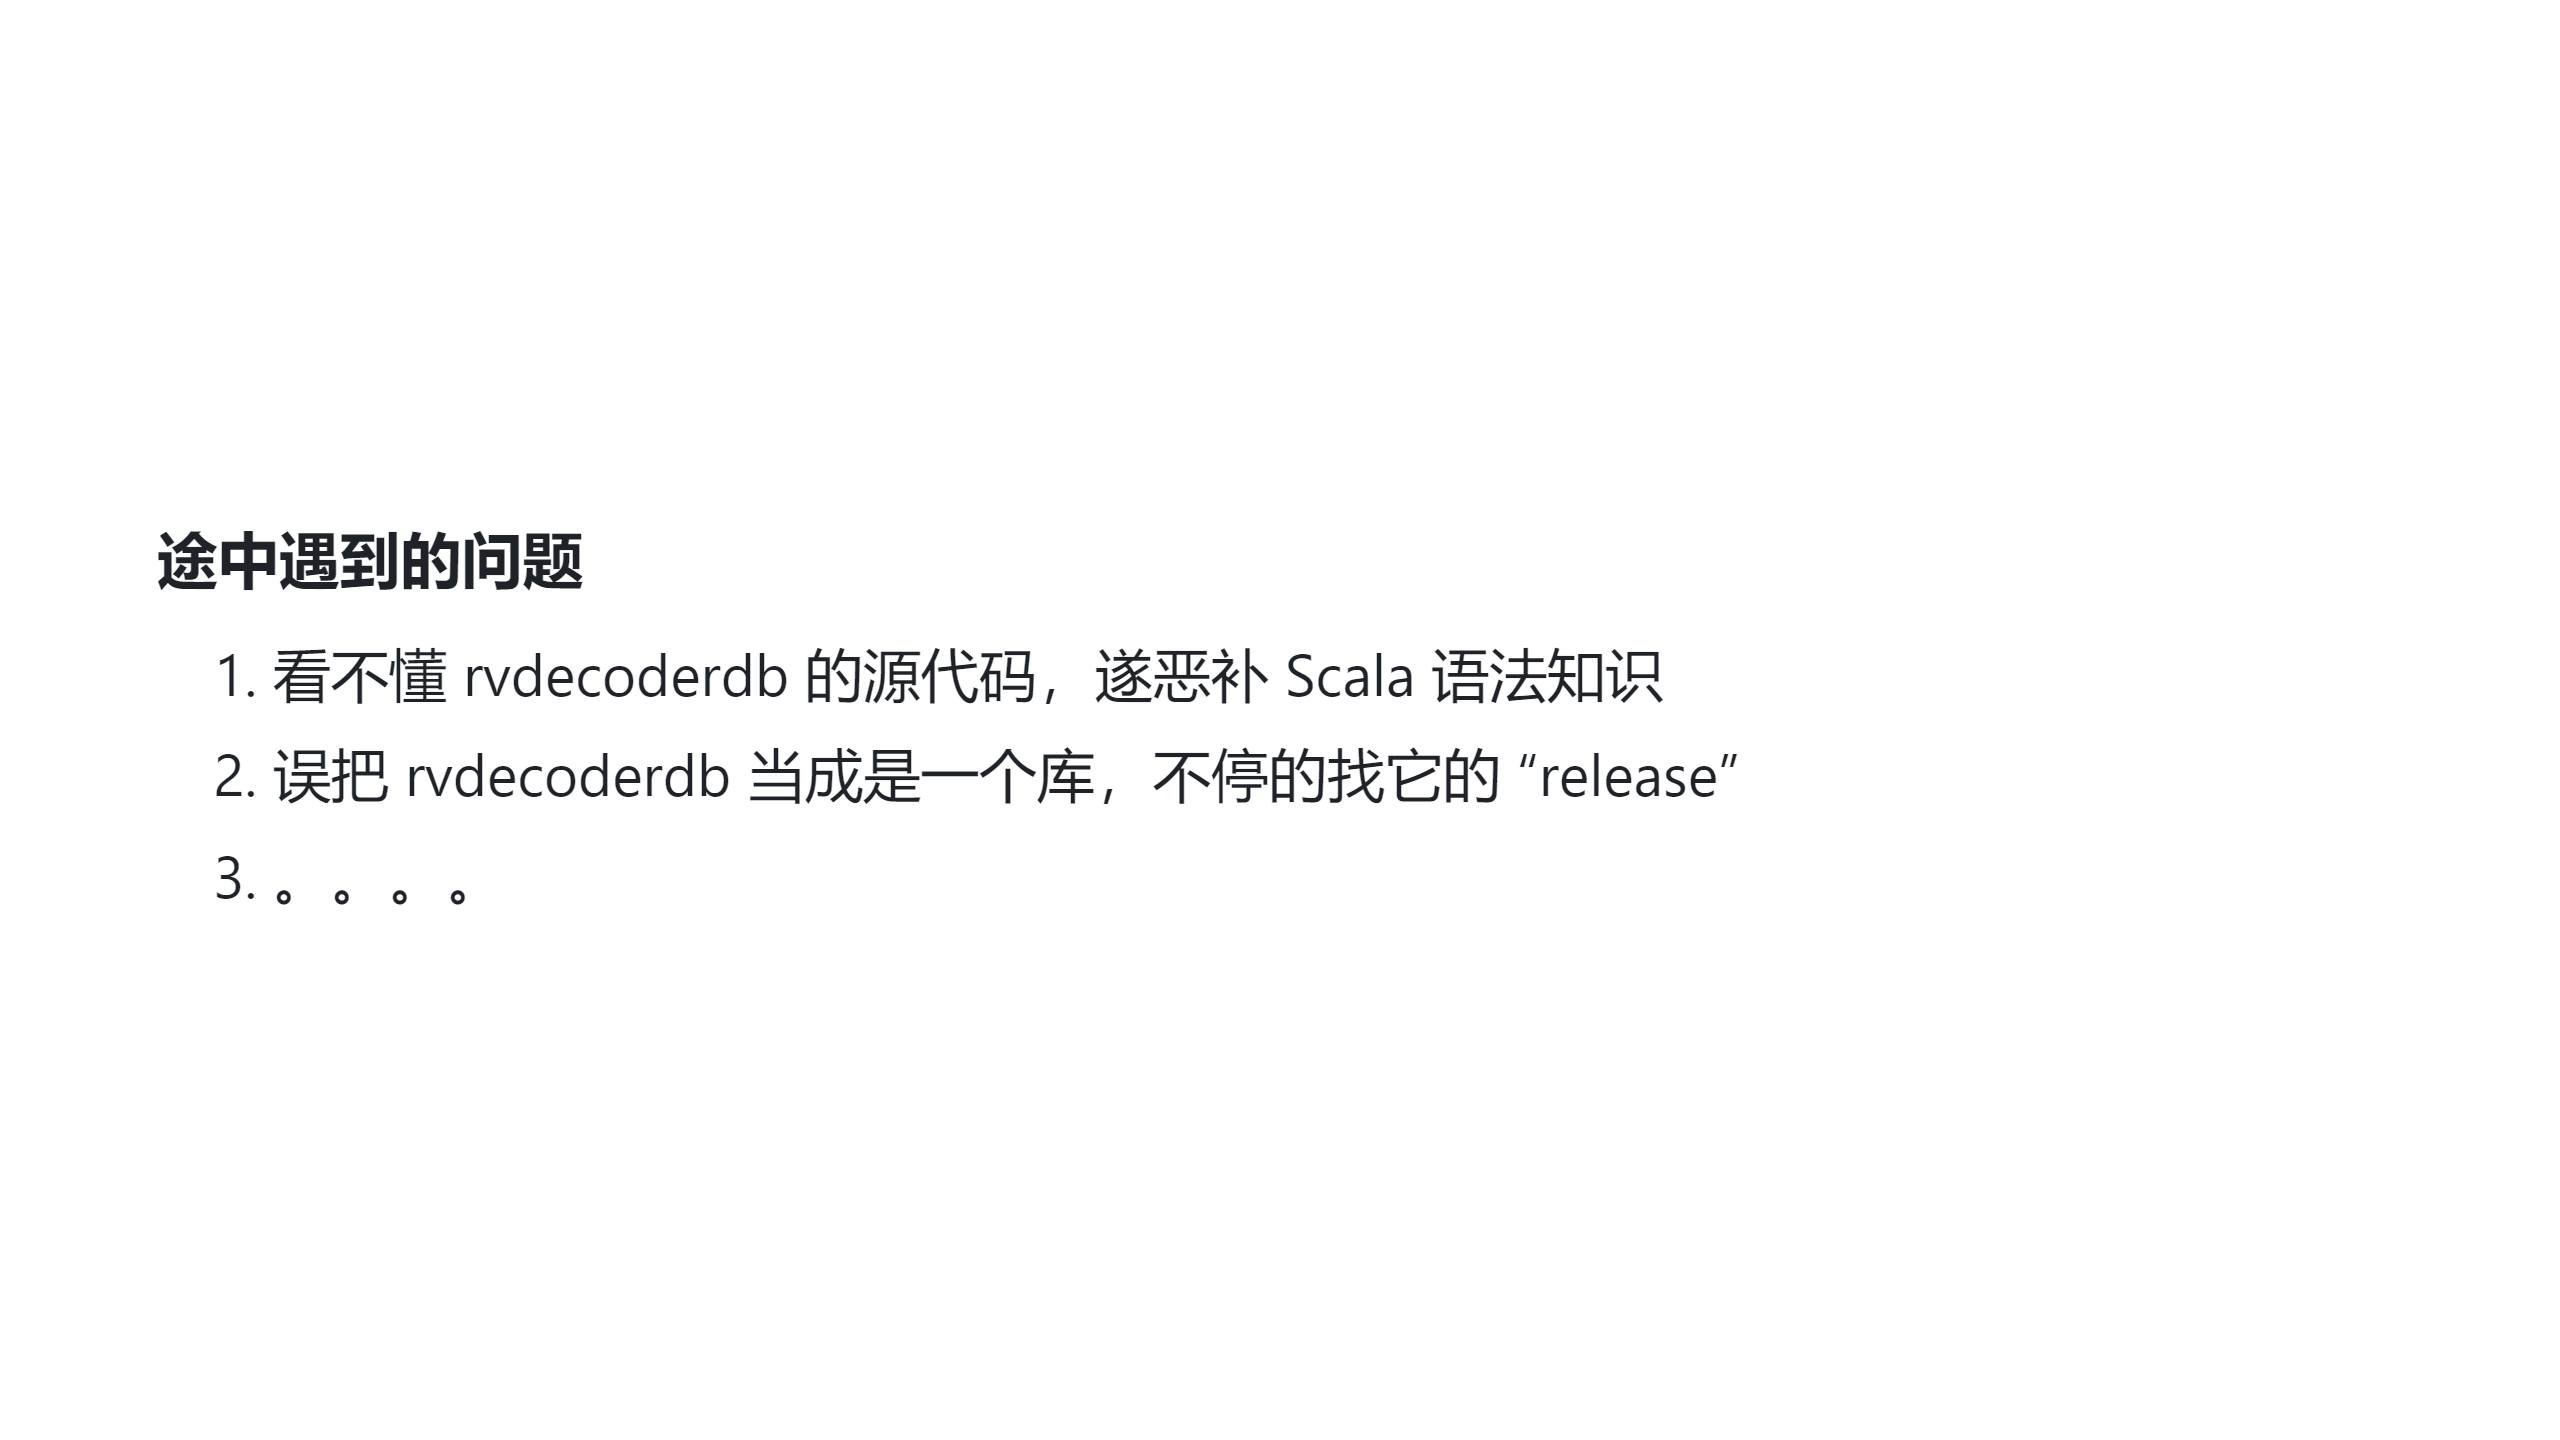 途中遇到的问题
1. 看不懂 rvdecoderdb 的源代码，遂恶补 Scala 语法知识
2. 误把 rvdecoderdb 当成是一个库，不停的找它的 “release”
3. 。。。。